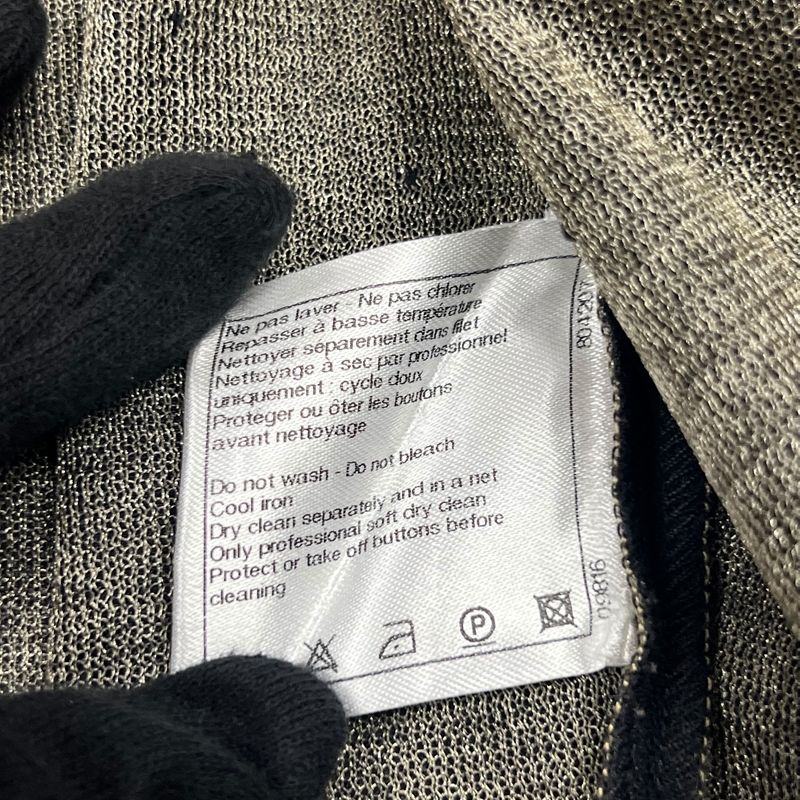 Ne pas laver - Ne pas chlorer
Repasser à basse température
Nettoyer séparement dans filet
Nettoyage à sec par professionnel
uniquement : cycle doux
Protéger ou ôter les boutons
avant nettoyage
Do not wash - Do not bleach
Cool iron
Dry clean separately and in a net
Only professional soft dry clean
Protect or take off buttons before
cleaning
P
09816